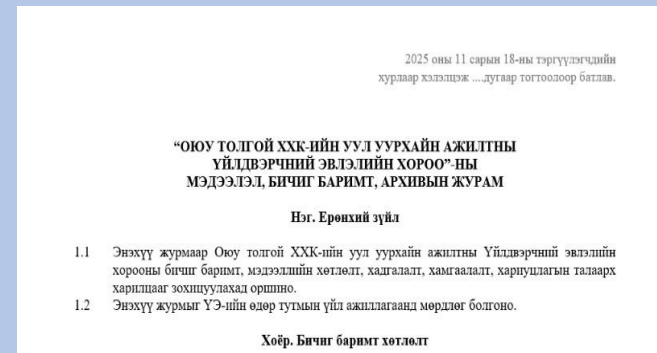 2025 оны 11 сарын 18-ны тэргүүлэгчдийн
хурлаар хэлэлцэж ....дугаар тогтоолоор батлав.
“ОЮУ ТОЛГОЙ ХХК-ИЙН УУЛ УУРХАЙН АЖИЛТНЫ
ҮЙЛДВЭРЧНИЙ ЭВЛЭЛИЙН ХОРОО”-НЫ
МЭДЭЭЛЭЛ, БИЧИГ БАРИМТ, АРХИВЫН ЖУРАМ
Нэг. Ерөнхий зүйл
1.1 Энэхүү журмаар Оюу толгой ХХК-ийн уул уурхайн ажилтны Үйлдвэрчний эвлэлийн
хорооны бичиг баримт, мэдээллийн хөтлөлт, хадгалалт, хамгаалалт, хариуцлагын талаарх
харилцааг зохицуулахад оршино.
1.2 Энэхүү журмыг ҮЭ-ийн өдөр тутмын үйл ажиллагаанд мөрдлөг болгоно.
Хоёр. Бичиг баримт хөтлөлт